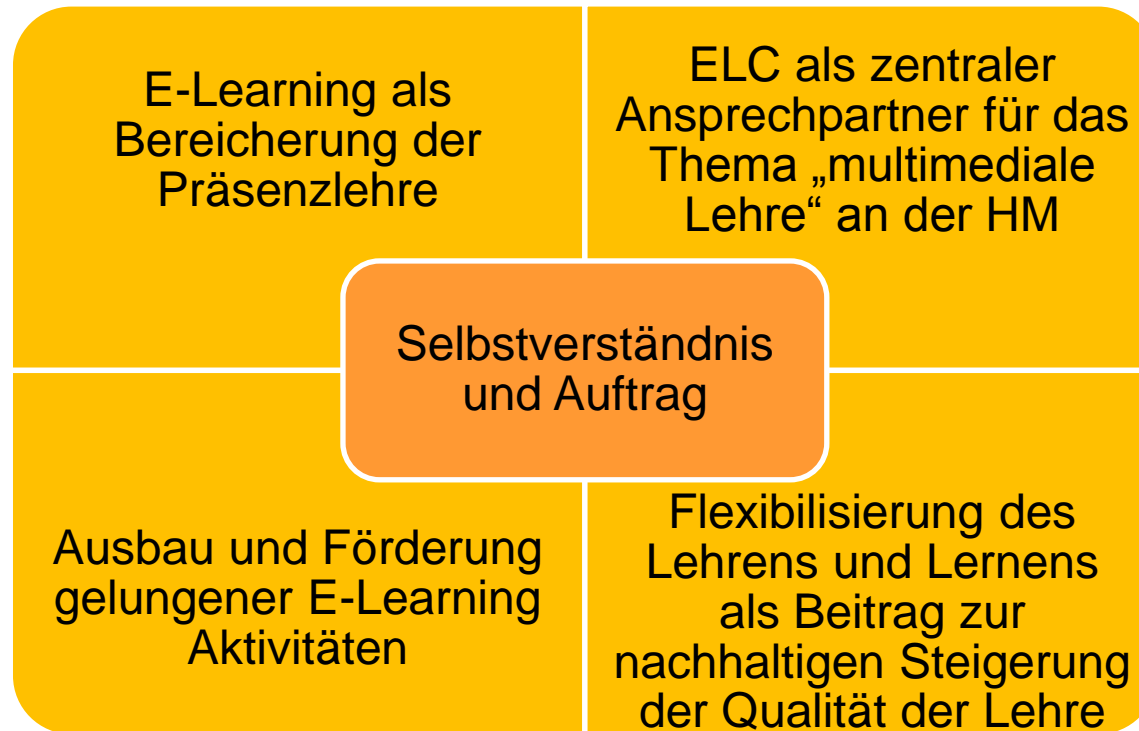 E-Learning als
Bereicherung der
Präsenzlehre
ELC als zentraler
Ansprechpartner für das
Thema „multimediale
Lehre“ an der HM
Selbstverständnis
und Auftrag
Ausbau und Förderung
gelungener E-Learning
Aktivitäten
Flexibilisierung des
Lehrens und Lernens
als Beitrag zur
nachhaltigen Steigerung
der Qualität der Lehre